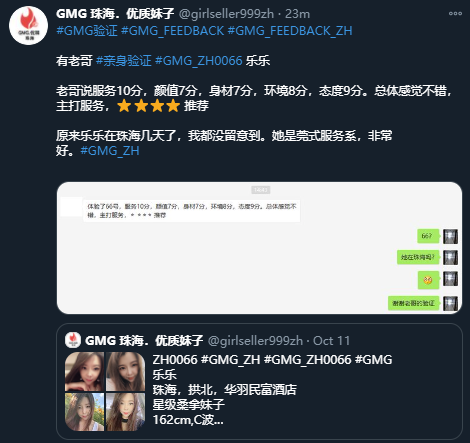 GMG 珠海．优质妹子 @girlseller999zh · 23m
#GMG验证 #GMG_FEEDBACK #GMG_FEEDBACK_ZH
有老哥 #亲身验证 #GMG_ZH0066 乐乐
老哥说服务10分，颜值7分，身材7分，环境8分，态度9分。总体感觉不错，
主打服务，⭐⭐⭐⭐ 推荐
原来乐乐在珠海几天了，我都没留意到。她是莞式服务系，非常
好。#GMG_ZH
体验了66号，服务10分，颜值7分，身材7分，环境8分，态度9分。总体感觉不
错，主打服务，＊＊＊＊ 推荐
66?
她在珠海吗?
谢谢老哥的验证
GMG,优妹
珠海
GMG 珠海．优质妹子 @girlseller999zh · Oct 11
ZH0066 #GMG_ZH #GMG_ZH0066 #GMG
乐乐
珠海，拱北，华羽民富酒店
星级桑拿妹子
162cm,C波...